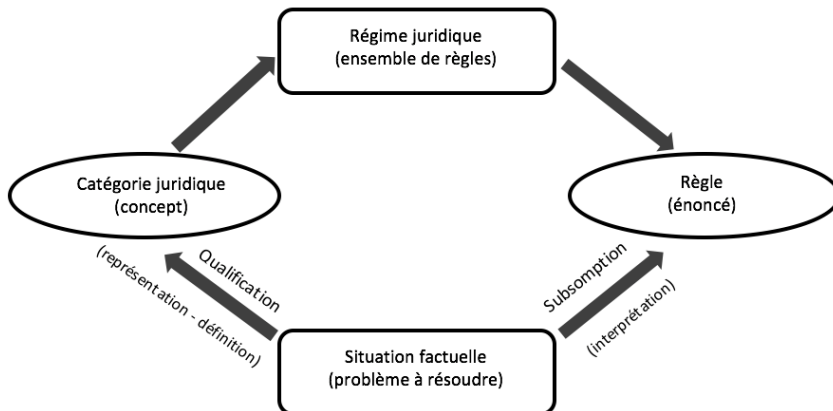 Régime juridique
(ensemble de règles)
Catégorie juridique
(concept)
Règle
(énoncé)
Qualification
(représentation - définition)
Subsomption
(interprétation)
Situation factuelle
(problème à résoudre)